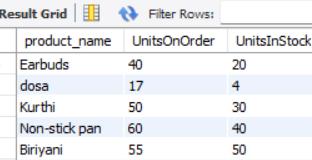 Result Grid Filter Rows:
product_name UnitsOnOrder UnitsInStock
Earbuds 40 20
dosa 17 4
Kurthi 50 30
Non-stick pan 60 40
Biriyani 55 50